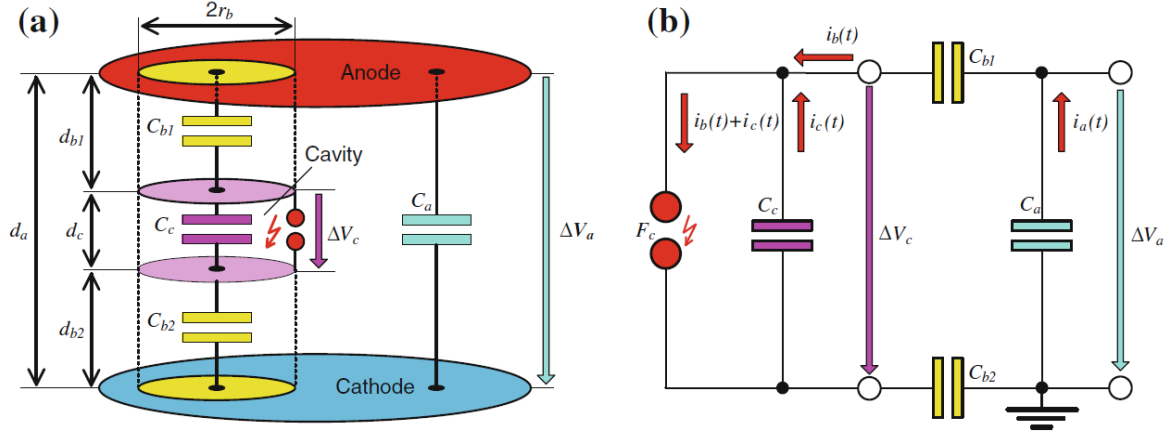 (a)
2r_b
Anode
C_b1
d_b1
Cavity
d_a
d_c
C_c
ΔV_c
C_a
ΔV_a
d_b2
C_b2
Cathode
(b)
i_b(t)
C_b1
i_b(t)+i_c(t)
i_c(t)
i_a(t)
F_c
C_c
ΔV_c
C_a
ΔV_a
C_b2